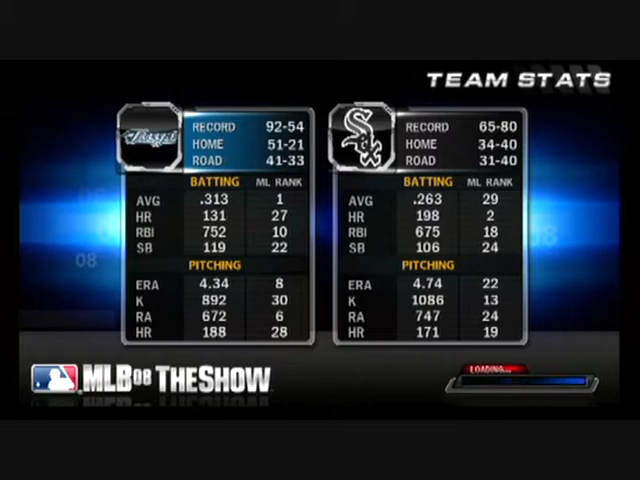 TEAM STATS
Jays
RECORD 92-54
HOME 51-21
ROAD 41-33
BATTING ML RANK
AVG .313 1
HR 131 27
RBI 752 10
SB 119 22
PITCHING
ERA 4.34 8
K 892 30
RA 672 6
HR 188 28
Sox
RECORD 65-80
HOME 34-40
ROAD 31-40
BATTING ML RANK
AVG .263 29
HR 198 2
RBI 675 18
SB 106 24
PITCHING
ERA 4.74 22
K 1086 13
RA 747 24
HR 171 19
08
08
MLB 08 THE SHOW
LOADING...